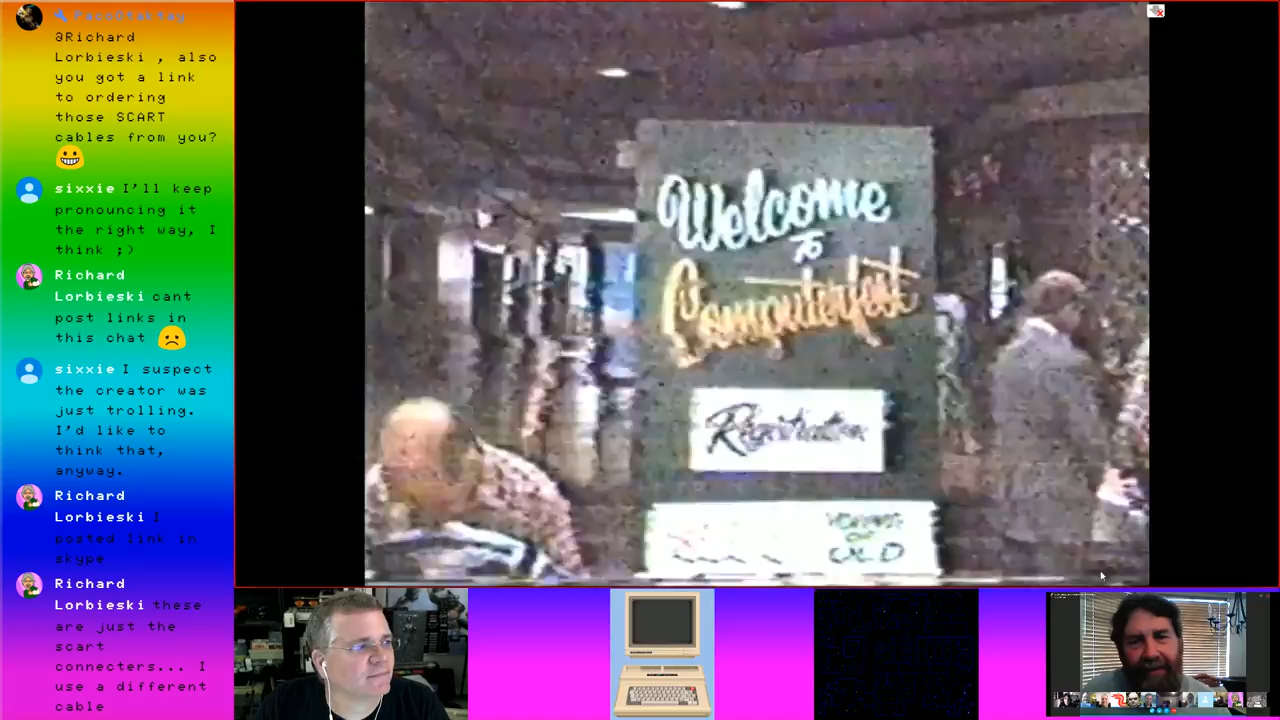 PacoOtaktay
@Richard
Lorbieski , also
you got a link
to ordering
those SCART
cables from you?
sixxie I'll keep
pronouncing it
the right way, I
think ;)
Richard
Lorbieski cant
post links in
this chat
sixxie I suspect
the creator was
just trolling.
I'd like to
think that,
anyway.
Richard
Lorbieski I
posted link in
skype
Richard
Lorbieski these
are just the
scart
connecters... I
use a different
cable
Welcome
To
Computerfest
Registration